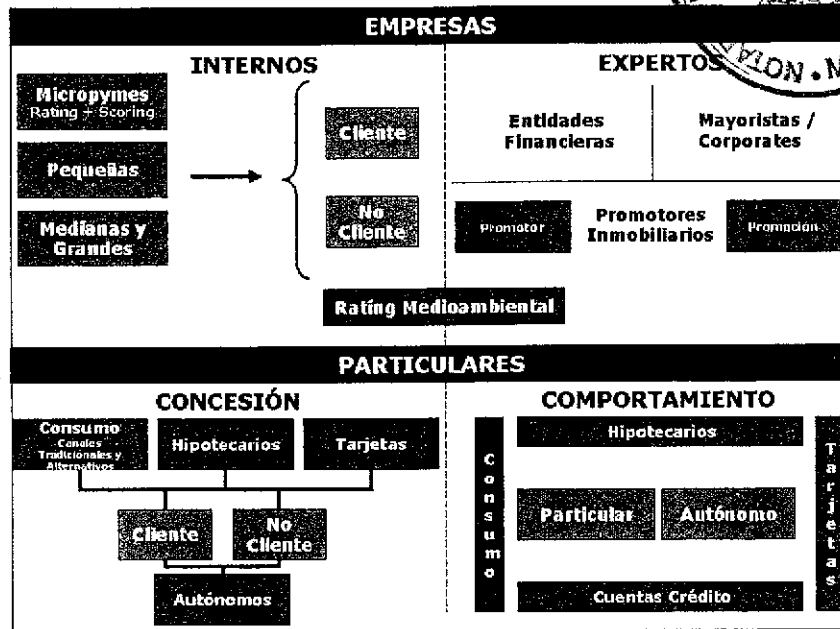 EMPRESAS
INTERNOS
Micropymes
Rating + Scoring
Pequeñas
Medianas y
Grandes
Cliente
No
Cliente
EXPERTOS
Entidades
Financieras
Mayoristas /
Corporates
Promotor
Promotores
Inmobiliarios
Promoción
Rating Medioambiental
PARTICULARES
CONCESIÓN
Consumo
Canales
Tradicionales y
Alternativos
Hipotecarios
Tarjetas
Cliente
No
Cliente
Autónomos
COMPORTAMIENTO
Consumo
Hipotecarios
Particular
Autónomo
Cuentas Crédito
Tarjetas